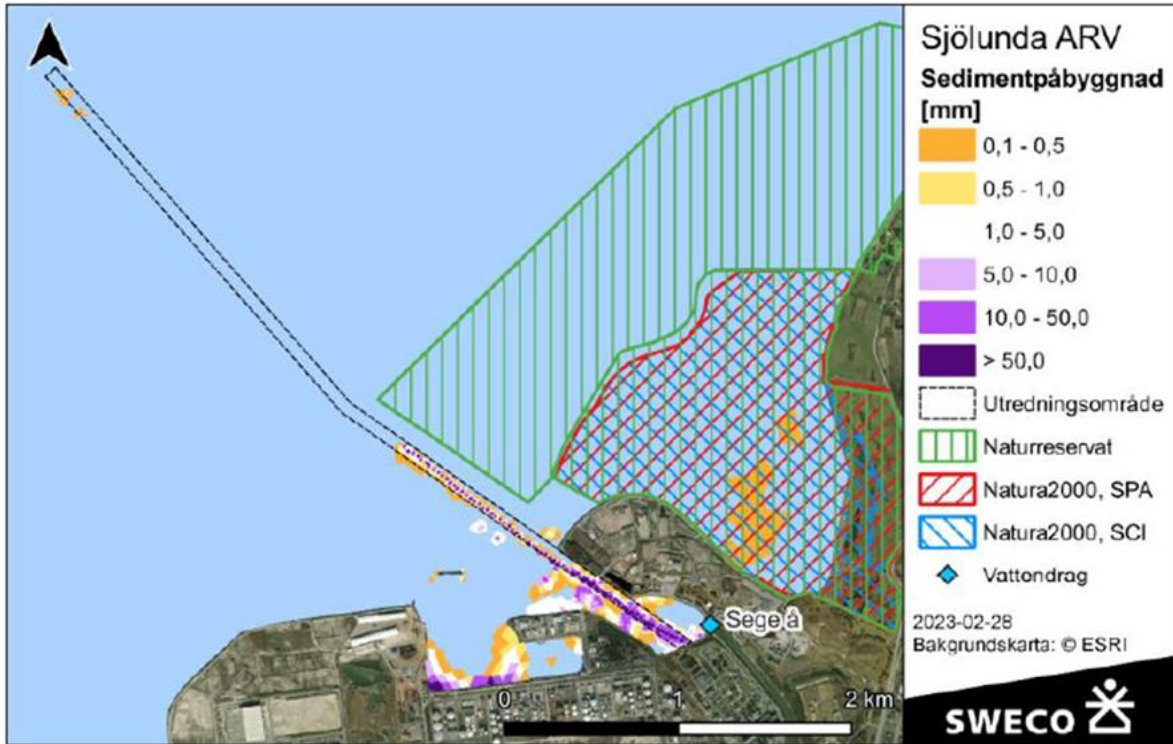 Sjölunda ARV
Sedimentpåbyggnad
[mm]
0,1 - 0,5
0,5 - 1,0
1,0 - 5,0
5,0 - 10,0
10,0 - 50,0
> 50,0
Utredningsområde
Naturreservat
Natura2000, SPA
Natura2000, SCI
Vattendrag
2023-02-28
Bakgrundskarta: © ESRI
SWECO
Sege å
0 1 2 km